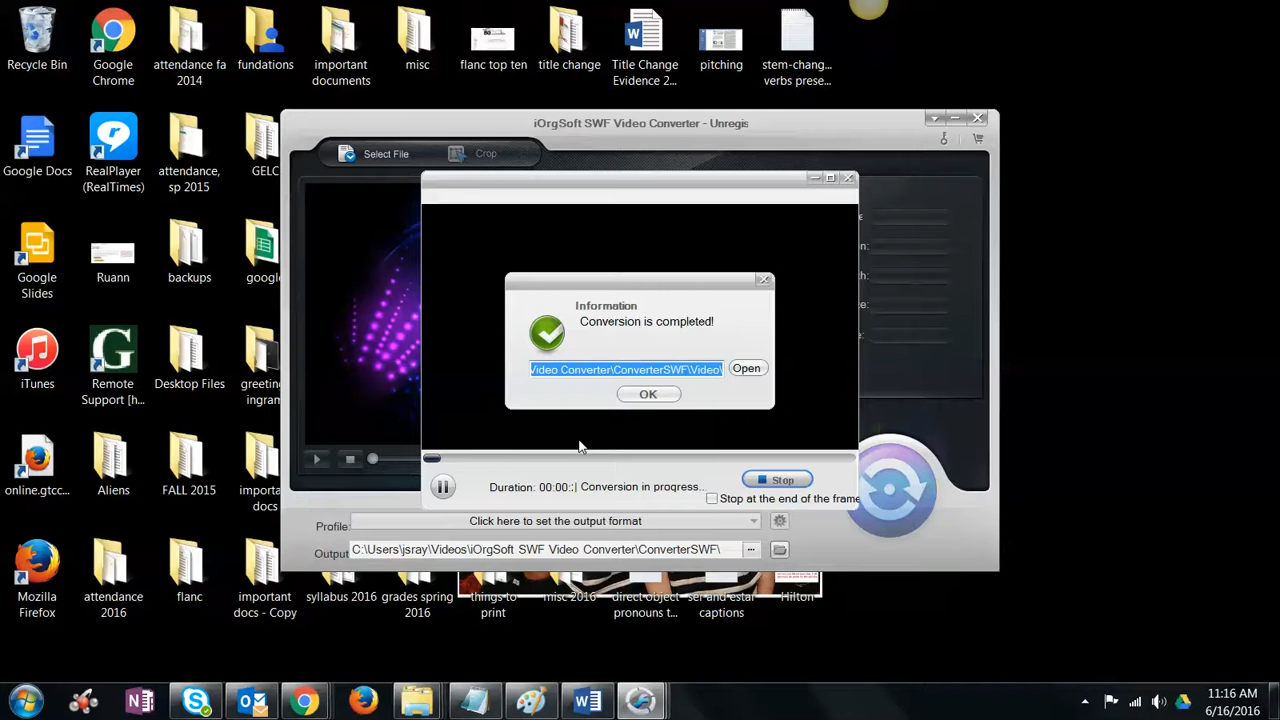 Recycle Bin
Google
Chrome
attendance fa
2014
fundations
important
documents
misc
flanc top ten
title change
Title Change
Evidence 2...
pitching
stem-chang...
verbs prese...
iOrgSoft SWF Video Converter - Unregis
Select File
Crop
Google Docs
RealPlayer
(RealTimes)
attendance,
sp 2015
GELC
Google
Slides
Ruann
backups
google
Information
Conversion is completed!
Video Converter\ConverterSWF\Video\
Open
OK
iTunes
Remote
Support [h...
Desktop Files
greetin
ingram
Duration: 00:00:
Conversion in progress...
Stop
Stop at the end of the frame
online.gtcc...
Aliens
FALL 2015
importa
docs
Profile:
Click here to set the output format
Output
C:\Users\jsray\Videos\iOrgSoft SWF Video Converter\ConverterSWF\
...
Mozilla
Firefox
attendance
2016
flanc
important
docs - Copy
syllabus 2016
grades spring
2016
things to
print
misc 2016
direct object
pronouns t...
ser and estar
captions
Hilton
11:16 AM
6/16/2016